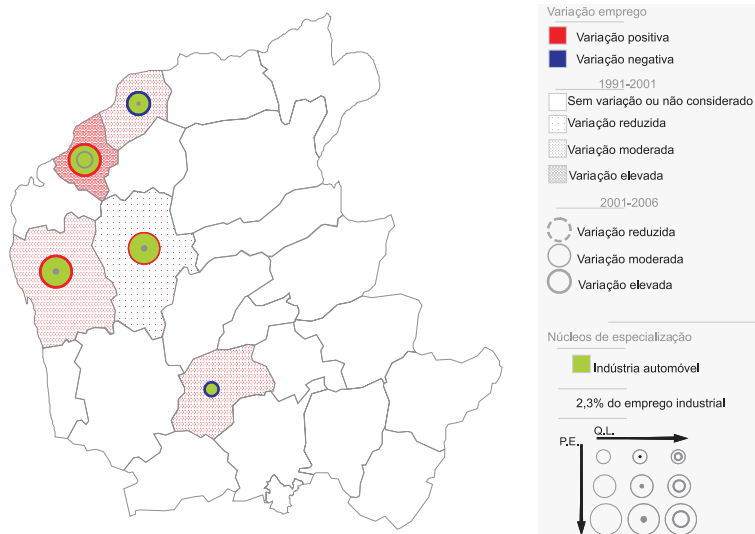 Variação emprego
Variação positiva
Variação negativa
1991-2001
Sem variação ou não considerado
Variação reduzida
Variação moderada
Variação elevada
2001-2006
Variação reduzida
Variação moderada
Variação elevada
Núcleos de especialização
Indústria automóvel
2,3% do emprego industrial
Q.L.
P.E.